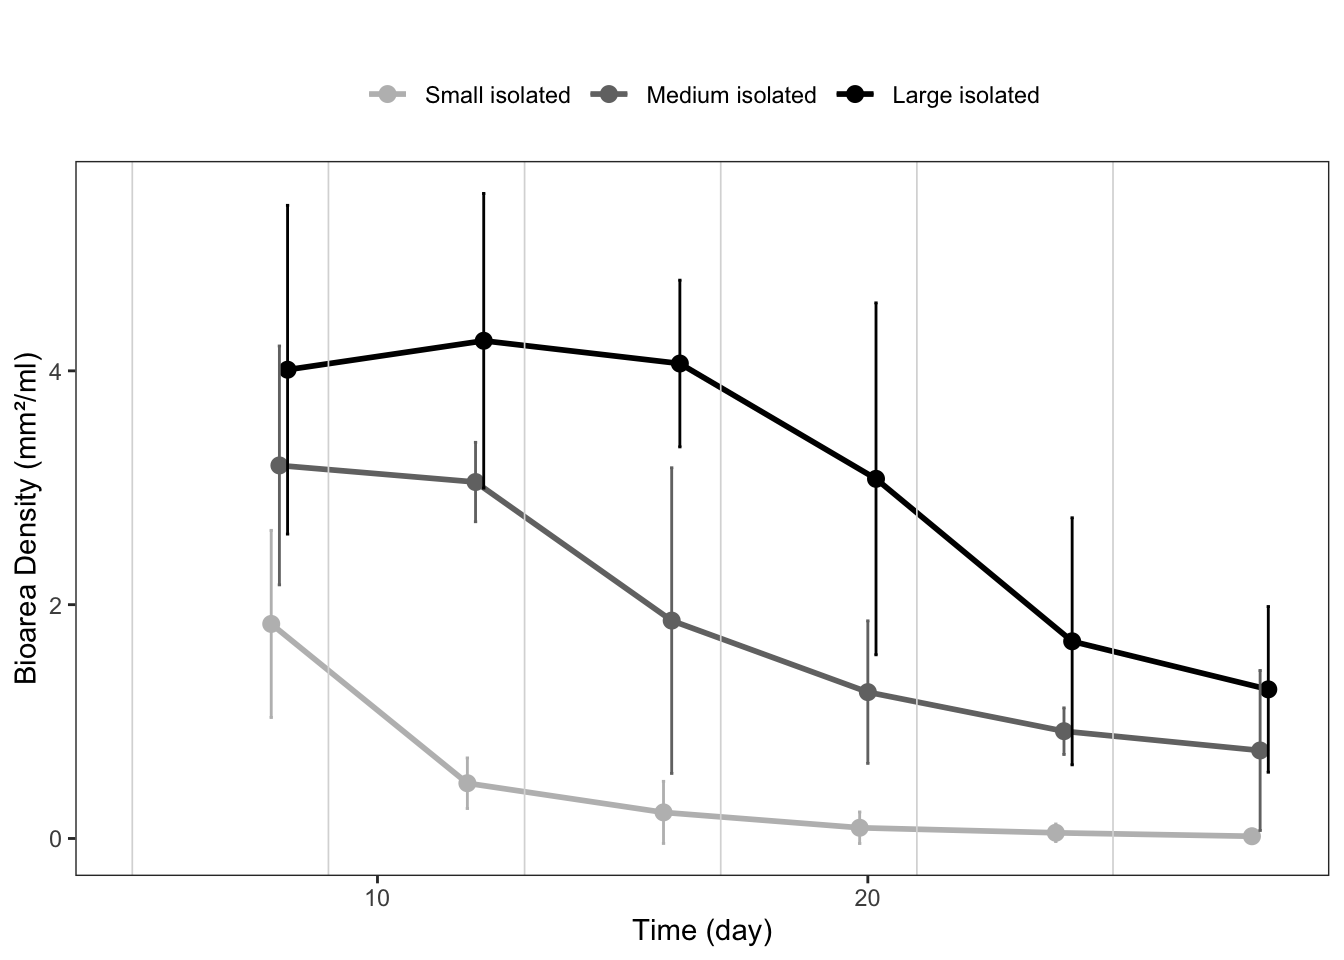 Small isolated Medium isolated Large isolated
Bioarea Density (mm²/ml)
4
2
0
10 20
Time (day)